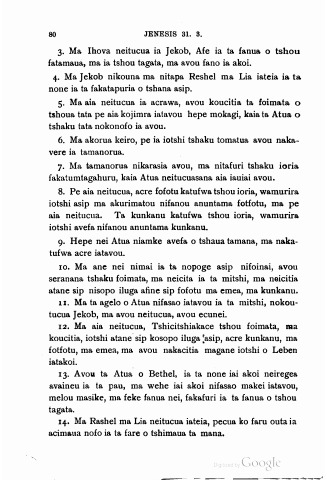 80 JENESIS 31. 3.
3. Ma Ihova neitucua ia Jekob, Afe ia ta fanua o tshou
fatamaua, ma ia tshou tagata, ma avou fano ia akoi.
4. Ma Jekob nikouna ma nitapa Reshel ma Lia iateia ia ta
none ia ta fakatapuria o tshana asip.
5. Ma aia neitucua ia acrawa, avou koucitia ta foimata o
tshoua tata pe aia kojimra iatavou hepe mokagi, kaia ta Atua o
tshaku tata nokonofo ia avou.
6. Ma akorua keiro, pe ia iotshi tshaku tomatua avou naka-
vere ia tamanorua.
7. Ma tamanorua nikarasia avou, ma nitafuri tshaku ioria
fakatumtagahuru, kaia Atua neitucuasana aia iauiai avou.
8. Pe aia neitucua, acre fofotu katufwa tshou ioria, wamurira
iotshi asip ma akurimatou nifanou anuntama fotfotu, ma pe
aia neitucua. Ta kunkanu katufwa tshou ioria, wamurira
iotshi avefa nifanou anuntama kunkanu.
9. Hepe nei Atua niamke avefa o tshaua tamana, ma naka-
tufwa acre iatavou.
10. Ma ane nei nimai ia ta nopoge asip nifoinai, avou
seranana tshaku foimata, ma neicita ia ta mitshi, ma neicitia
atane sip nisopo iluga afine sip fofotu ma emea, ma kunkanu.
11. Ma ta agelo o Atua nifasao iatavou ia ta mitshi, nokou-
tucua Jekob, ma avou neitucua, avou ecunei.
12. Ma aia neitucua, Tshicitshiakace tshou foimata, ma
koucitia, iotshi atane sip kosopo iluga asip, acre kunkanu, ma
fotfotu, ma emea, ma avou nakacitia magane iotshi o Leben
iatakoi.
13. Avou ta Atua o Bethel, ia ta none iai akoi neireges
avaineu ia ta pau, ma wehe iai akoi nifasao makei iatavou,
melou masike, ma feke fanua nei, fakafuri ia ta fanua o tshou
tagata.
14. Ma Rashel ma Lia neitucua iateia, pecua ko faru outa ia
acimaua nofo ia ta fare o tshimaua ta mana.
Digitized by Google